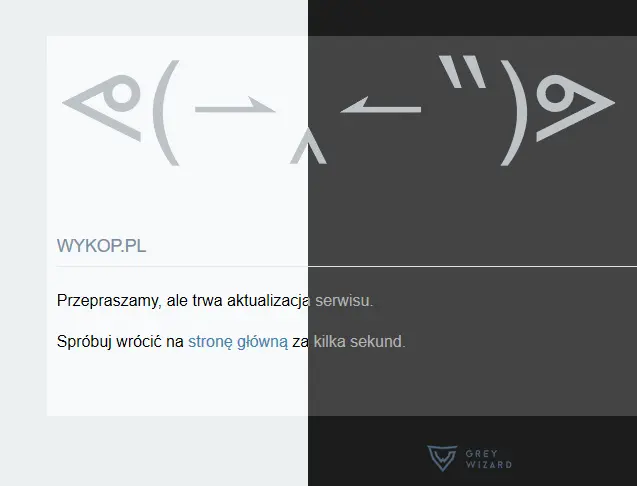 ᕙ(⇀‸↼‶)ᕗ
WYKOP.PL
Przepraszamy, ale trwa aktualizacja serwisu.
Spróbuj wrócić na stronę główną za kilka sekund.
GREY
WIZARD